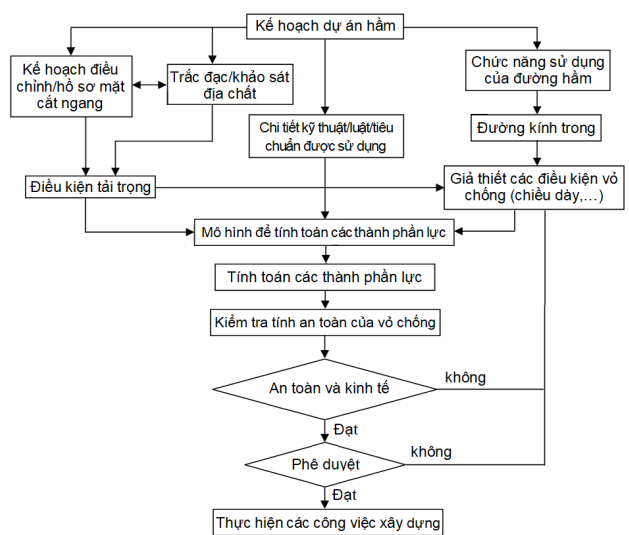 Kế hoạch dự án hầm
Kế hoạch điều
chỉnh/hồ sơ mặt
cắt ngang
Trắc đạc/khảo sát
địa chất
Chức năng sử dụng
của đường hầm
Chi tiết kỹ thuật/luật/tiêu
chuẩn được sử dụng
Đường kính trong
Điều kiện tải trọng
Giả thiết các điều kiện vỏ
chống (chiều dày,…)
Mô hình để tính toán các thành phần lực
Tính toán các thành phần lực
Kiểm tra tính an toàn của vỏ chống
An toàn và kinh tế
không
Đạt
Phê duyệt
không
Đạt
Thực hiện các công việc xây dựng